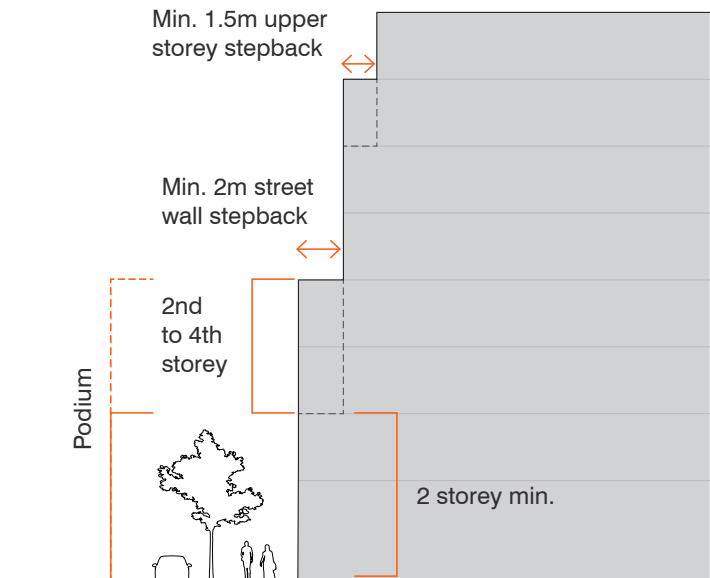 Min. 1.5m upper
storey stepback
Min. 2m street
wall stepback
2nd
to 4th
storey
Podium
2 storey min.